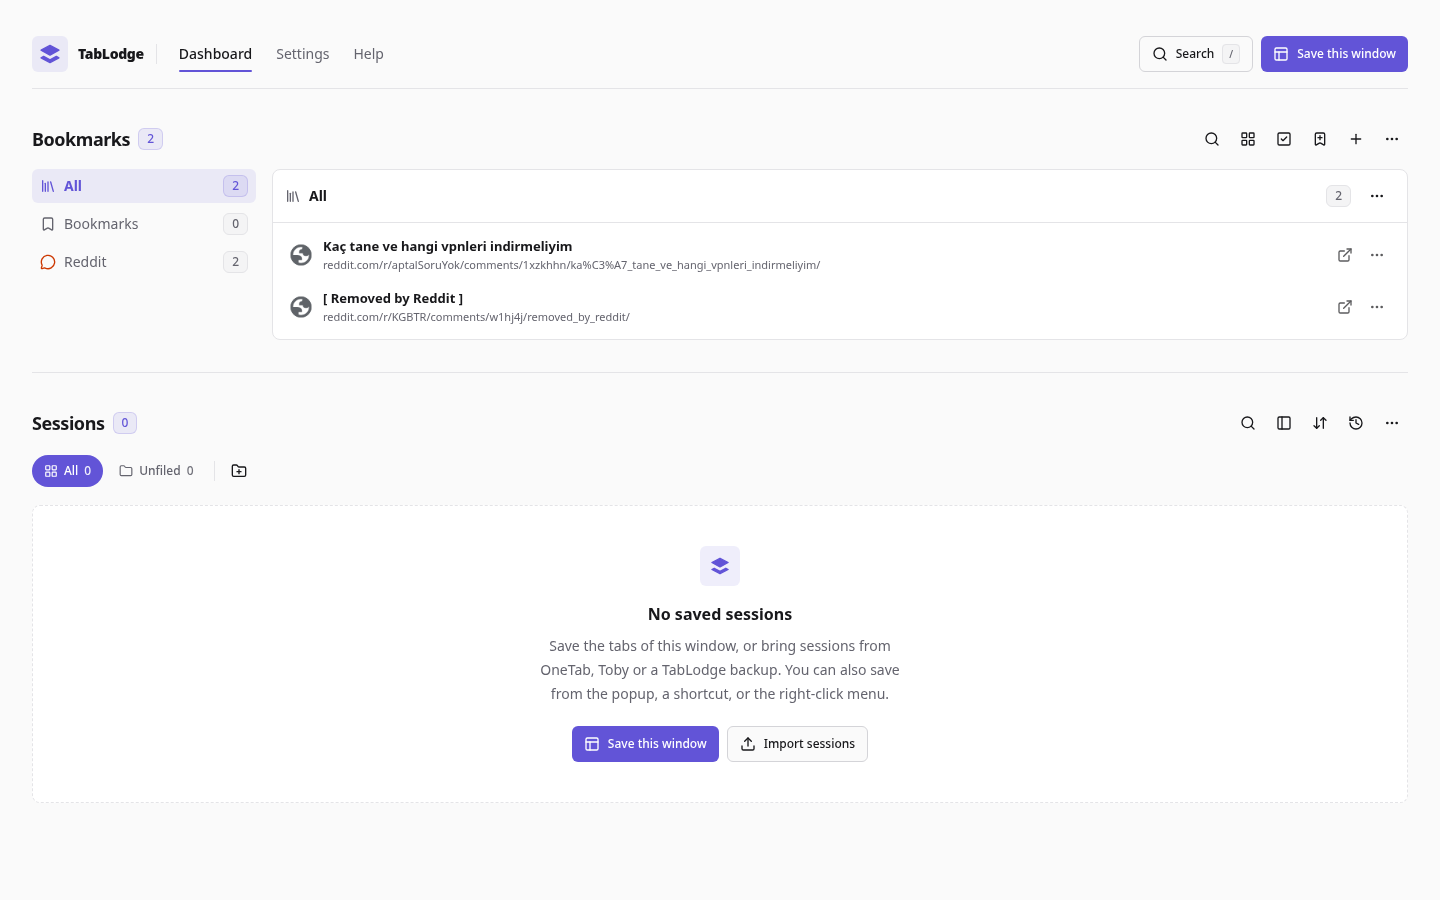 TabLodge
Dashboard
Settings
Help
Search /
Save this window
Bookmarks 2
All 2
Bookmarks 0
Reddit 2
All 2
Kaç tane ve hangi vpnleri indirmeliyim
reddit.com/r/aptalSoruYok/comments/1xzkhhn/ka%C3%A7_tane_ve_hangi_vpnleri_indirmeliyim/
[ Removed by Reddit ]
reddit.com/r/KGBTR/comments/w1hj4j/removed_by_reddit/
Sessions 0
All 0
Unfiled 0
No saved sessions
Save the tabs of this window, or bring sessions from
OneTab, Toby or a TabLodge backup. You can also save
from the popup, a shortcut, or the right-click menu.
Save this window
Import sessions